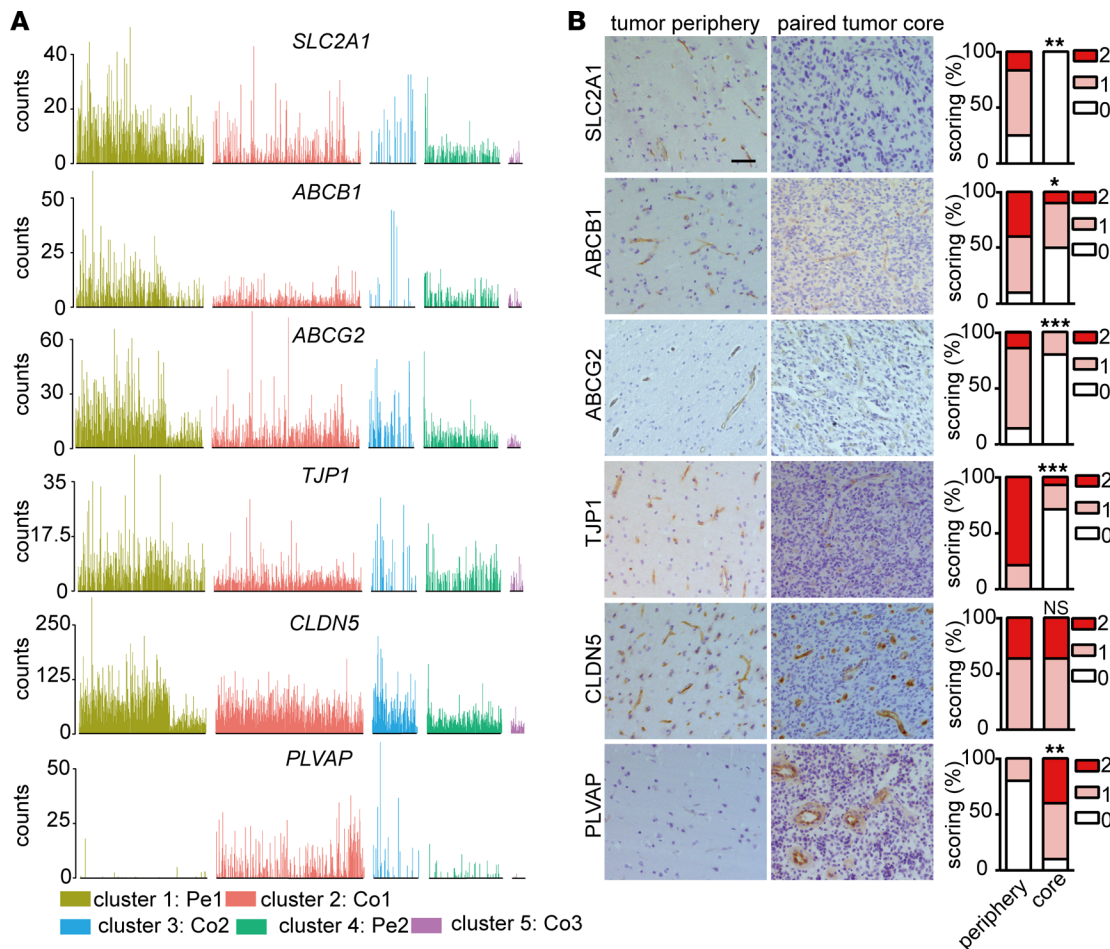 A
SLC2A1
counts
40
20
0
ABCB1
counts
50
25
0
ABCG2
counts
60
30
0
TJP1
counts
35
17.5
0
CLDN5
counts
250
125
0
PLVAP
counts
50
25
0
cluster 1: Pe1 cluster 2: Co1
cluster 3: Co2 cluster 4: Pe2 cluster 5: Co3
B
tumor periphery paired tumor core
SLC2A1
scoring (%)
100
50
0
**
2
1
0
ABCB1
scoring (%)
100
50
0
*
2
1
0
ABCG2
scoring (%)
100
50
0
***
2
1
0
TJP1
scoring (%)
100
50
0
***
2
1
0
CLDN5
scoring (%)
100
50
0
NS
2
1
0
PLVAP
scoring (%)
100
50
0
**
2
1
0
periphery
core